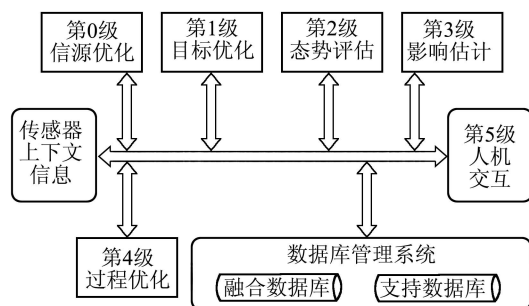 第0级
信源优化
第1级
目标优化
第2级
态势评估
第3级
影响估计
传感器
上下文
信息
第5级
人机
交互
第4级
过程优化
数据库管理系统
融合数据库
支持数据库